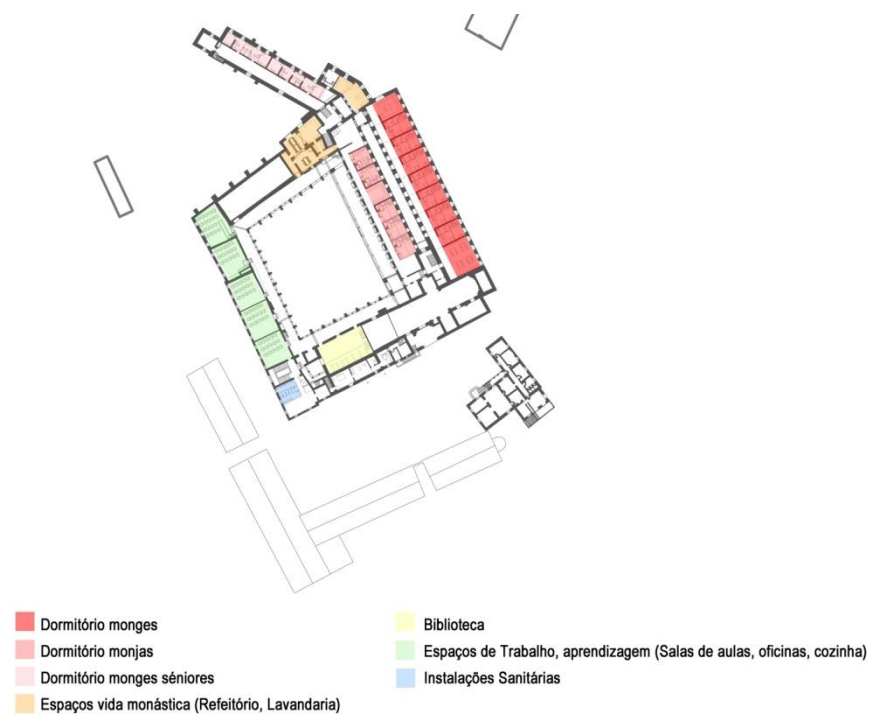 Dormitório monges
Dormitório monjas
Dormitório monges séniores
Espaços vida monástica (Refeitório, Lavandaria)
Biblioteca
Espaços de Trabalho, aprendizagem (Salas de aulas, oficinas, cozinha)
Instalações Sanitárias